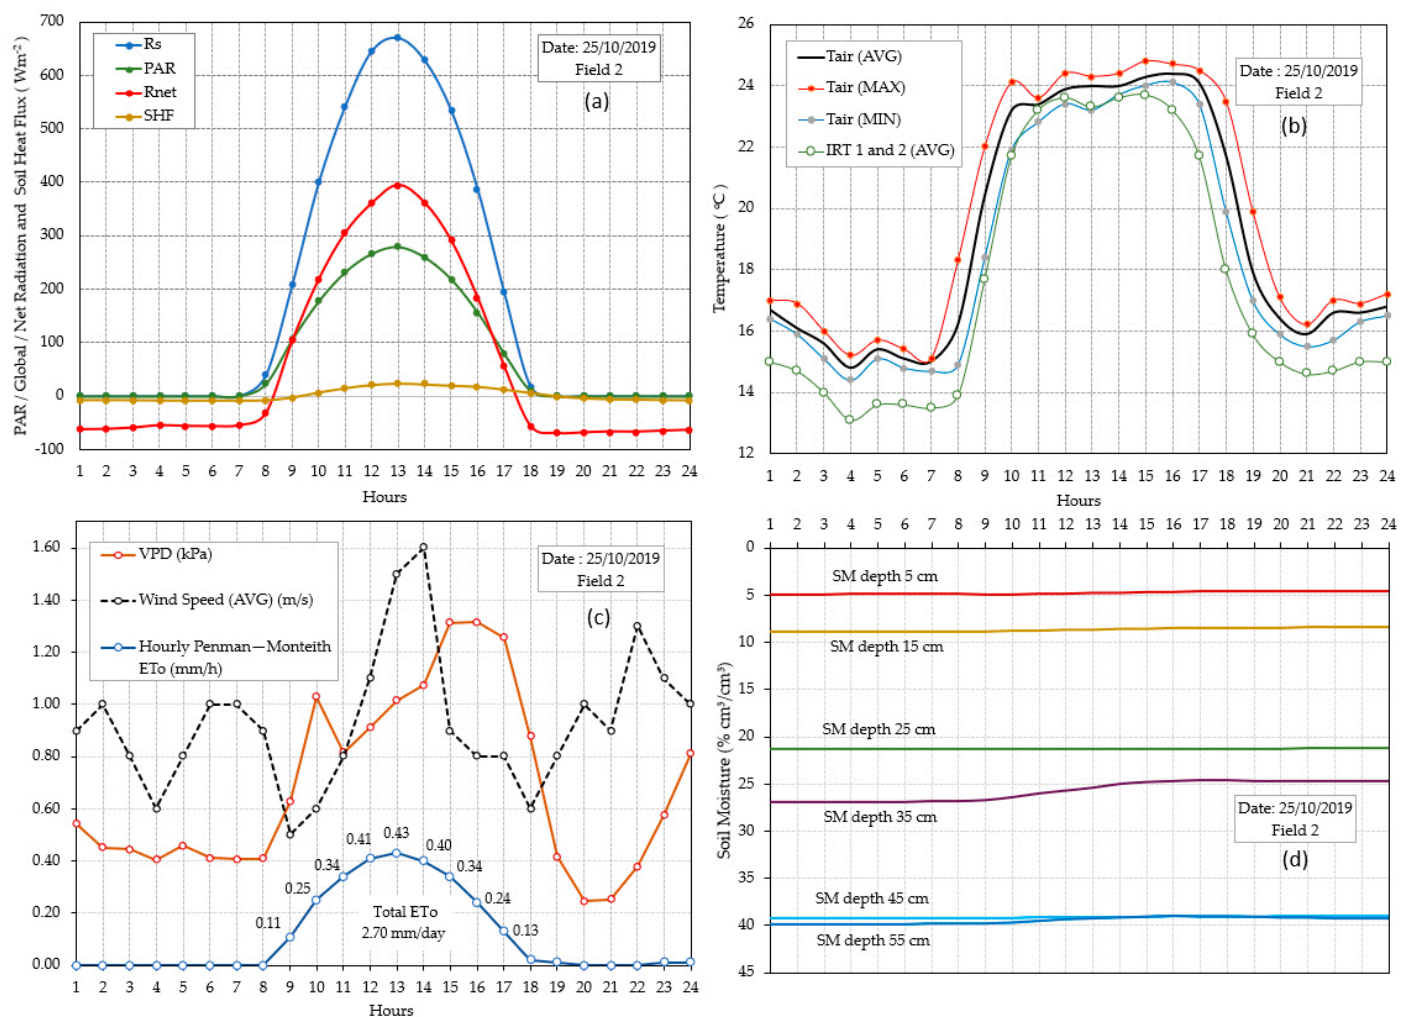 PAR / Global / Net Radiation and Soil Heat Flux ( Wm-2 )
700
600
500
400
300
200
100
0
-100
Rs
PAR
Rnet
SHF
Date: 25/10/2019
Field 2
(a)
1 2 3 4 5 6 7 8 9 10 11 12 13 14 15 16 17 18 19 20 21 22 23 24
Hours
Temperature ( °C )
26
24
22
20
18
16
14
12
Tair (AVG)
Tair (MAX)
Tair (MIN)
IRT 1 and 2 (AVG)
Date : 25/10/2019
Field 2
(b)
1 2 3 4 5 6 7 8 9 10 11 12 13 14 15 16 17 18 19 20 21 22 23 24
Hours
1.60
1.40
1.20
1.00
0.80
0.60
0.40
0.20
0.00
VPD (kPa)
Wind Speed (AVG) (m/s)
Hourly Penman—Monteith
ETo (mm/h)
Date : 25/10/2019
Field 2
(c)
0.11
0.25
0.34
0.41
0.43
0.40
0.34
0.24
0.13
Total ETo
2.70 mm/day
1 2 3 4 5 6 7 8 9 10 11 12 13 14 15 16 17 18 19 20 21 22 23 24
Hours
1 2 3 4 5 6 7 8 9 10 11 12 13 14 15 16 17 18 19 20 21 22 23 24
Soil Moisture (% cm³/cm³)
0
5
10
15
20
25
30
35
40
45
SM depth 5 cm
SM depth 15 cm
SM depth 25 cm
SM depth 35 cm
Date: 25/10/2019
Field 2
(d)
SM depth 45 cm
SM depth 55 cm